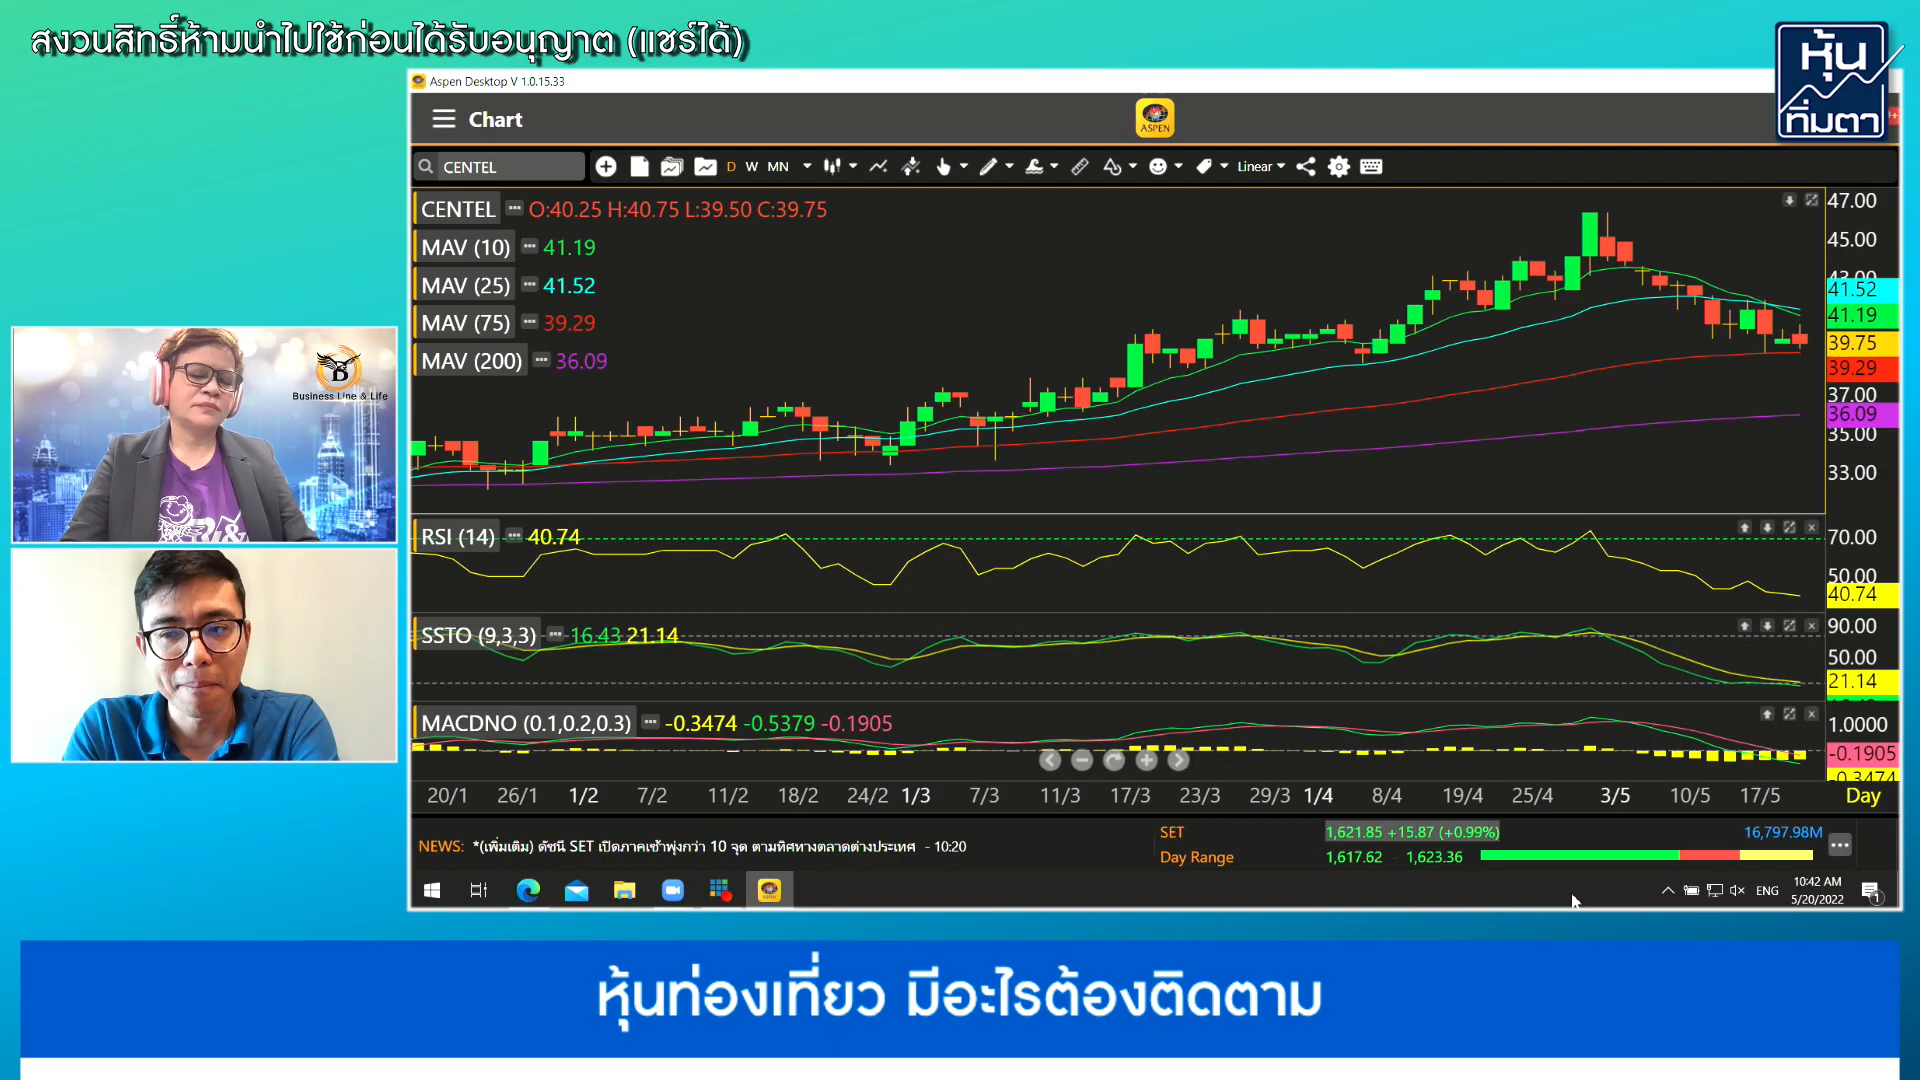 สงวนสิทธิ์ห้ามนำไปใช้ก่อนได้รับอนุญาต (แชร์ได้)
หุ้น
ทิ่มตา
Aspen Desktop V 1.0.15.33
Chart
ASPEN
CENTEL
D W MN
Linear
CENTEL O:40.25 H:40.75 L:39.50 C:39.75
MAV (10) 41.19
MAV (25) 41.52
MAV (75) 39.29
MAV (200) 36.09
47.00
45.00
43.00
41.52
41.19
39.75
39.29
37.00
36.09
35.00
33.00
B
Business Line & Life
RSI (14) 40.74
70.00
50.00
40.74
SSTO (9,3,3) 16.43 21.14
90.00
50.00
21.14
MACDNO (0.1,0.2,0.3) -0.3474 -0.5379 -0.1905
1.0000
-0.1905
-0.3474
20/1 26/1 1/2 7/2 11/2 18/2 24/2 1/3 7/3 11/3 17/3 23/3 29/3 1/4 8/4 19/4 25/4 3/5 10/5 17/5 Day
NEWS: *(เพิ่มเติม) ดัชนี SET เปิดภาคเช้าพุ่งกว่า 10 จุด ตามทิศทางตลาดต่างประเทศ - 10:20
SET 1,621.85 +15.87 (+0.99%) 16,797.98M
Day Range 1,617.62 - 1,623.36
ENG
10:42 AM
5/20/2022
1
หุ้นท่องเที่ยว มีอะไรต้องติดตาม